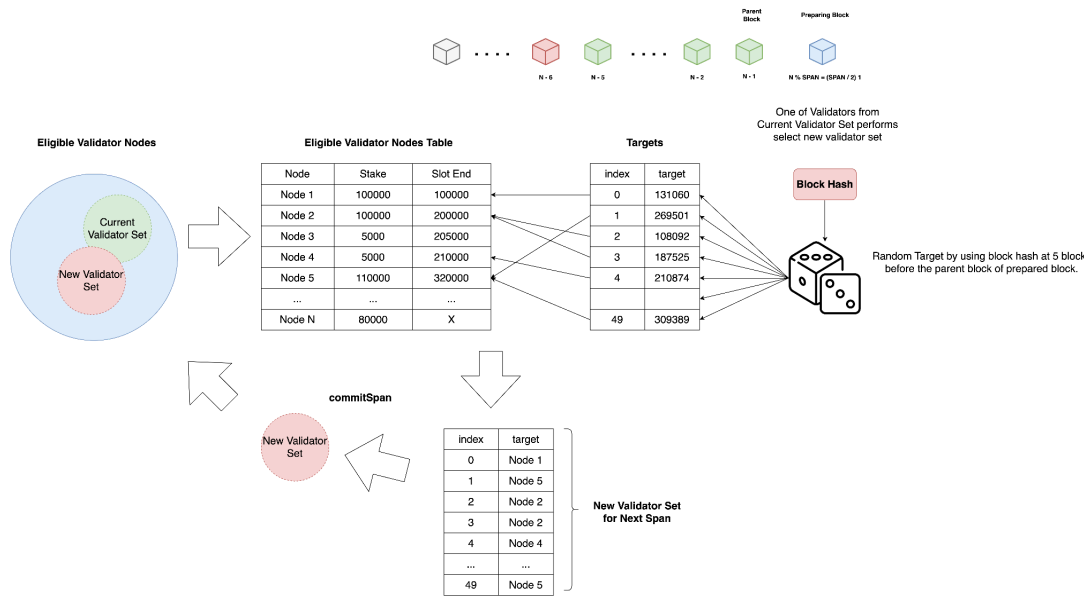 Parent
Block
Preparing Block
N - 6
N - 5
N - 2
N - 1
N % SPAN = (SPAN / 2) 1
One of Validators from
Current Validator Set performs
select new validator set
Eligible Validator Nodes
Current
Validator Set
New Validator
Set
Eligible Validator Nodes Table
Node Stake Slot End
Node 1 100000 100000
Node 2 100000 200000
Node 3 5000 205000
Node 4 5000 210000
Node 5 110000 320000
... ... ...
Node N 80000 X
Targets
index target
0 131060
1 269501
2 108092
3 187525
4 210874
49 309389
Block Hash
Random Target by using block hash at 5 block
before the parent block of prepared block.
commitSpan
New Validator
Set
index target
0 Node 1
1 Node 5
2 Node 2
3 Node 2
4 Node 4
... ...
49 Node 5
New Validator Set
for Next Span